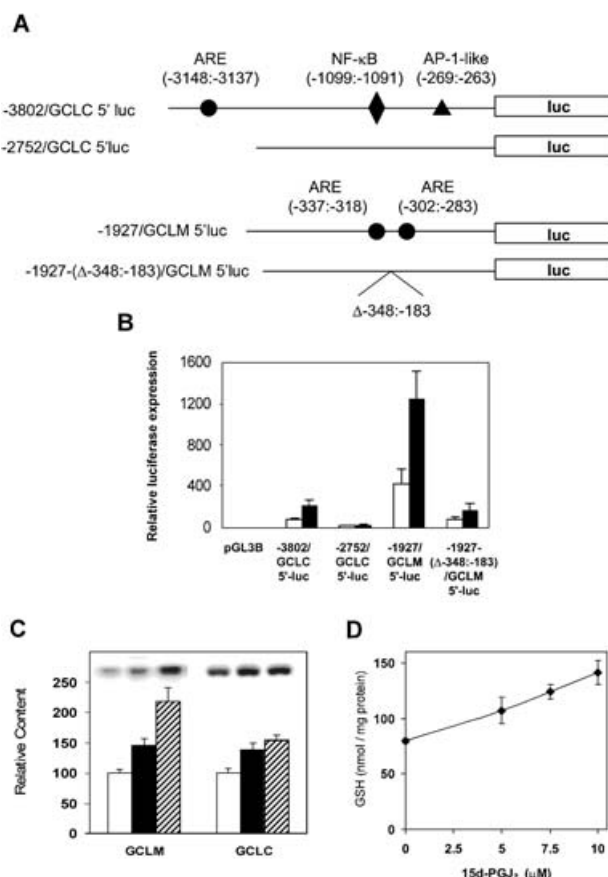 A
ARE NF-κB AP-1-like
(-3148:-3137) (-1099:-1091) (-269:-263)
-3802/GCLC 5' luc luc
-2752/GCLC 5'luc luc
ARE ARE
(-337:-318) (-302:-283)
-1927/GCLM 5'luc luc
-1927-(Δ-348:-183)/GCLM 5'luc luc
Δ-348:-183
B
Relative luciferase expression
1600
1200
800
400
0
pGL3B -3802/ -2752/ -1927/ -1927-
GCLC GCLC GCLM (Δ-348:-183)
5'-luc 5'-luc 5'-luc /GCLM
5'-luc
C
Relative Content
250
200
150
100
50
0
GCLM GCLC
D
GSH (nmol / mg protein)
150
100
50
0
0 2.5 5 7.5 10
15d-PGJ₂ (μM)